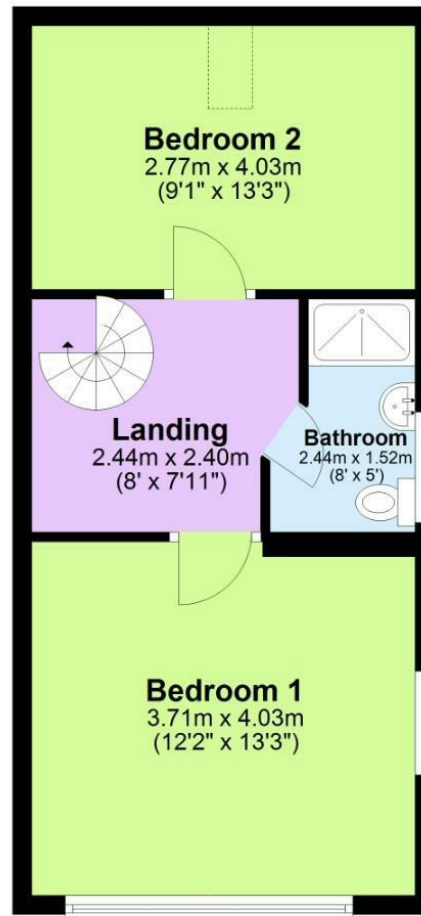 Bedroom 2
2.77m x 4.03m
(9'1" x 13'3")
Landing
2.44m x 2.40m
(8' x 7'11")
Bathroom
2.44m x 1.52m
(8' x 5')
Bedroom 1
3.71m x 4.03m
(12'2" x 13'3")